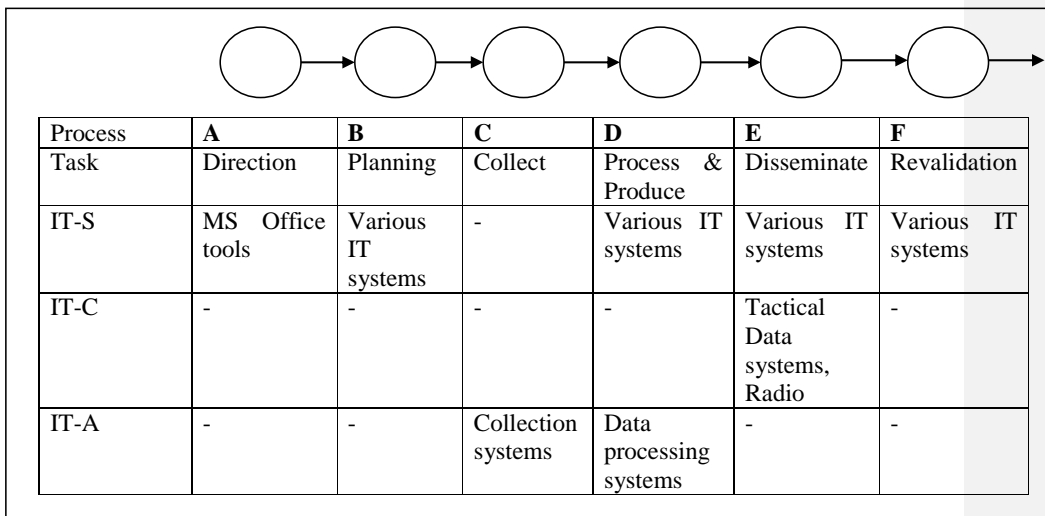 Process A B C D E F
Task Direction Planning Collect Process & Produce Disseminate Revalidation
IT-S MS Office tools Various IT systems - Various IT systems Various IT systems Various IT systems
IT-C - - - - Tactical Data systems, Radio -
IT-A - - Collection systems Data processing systems - -